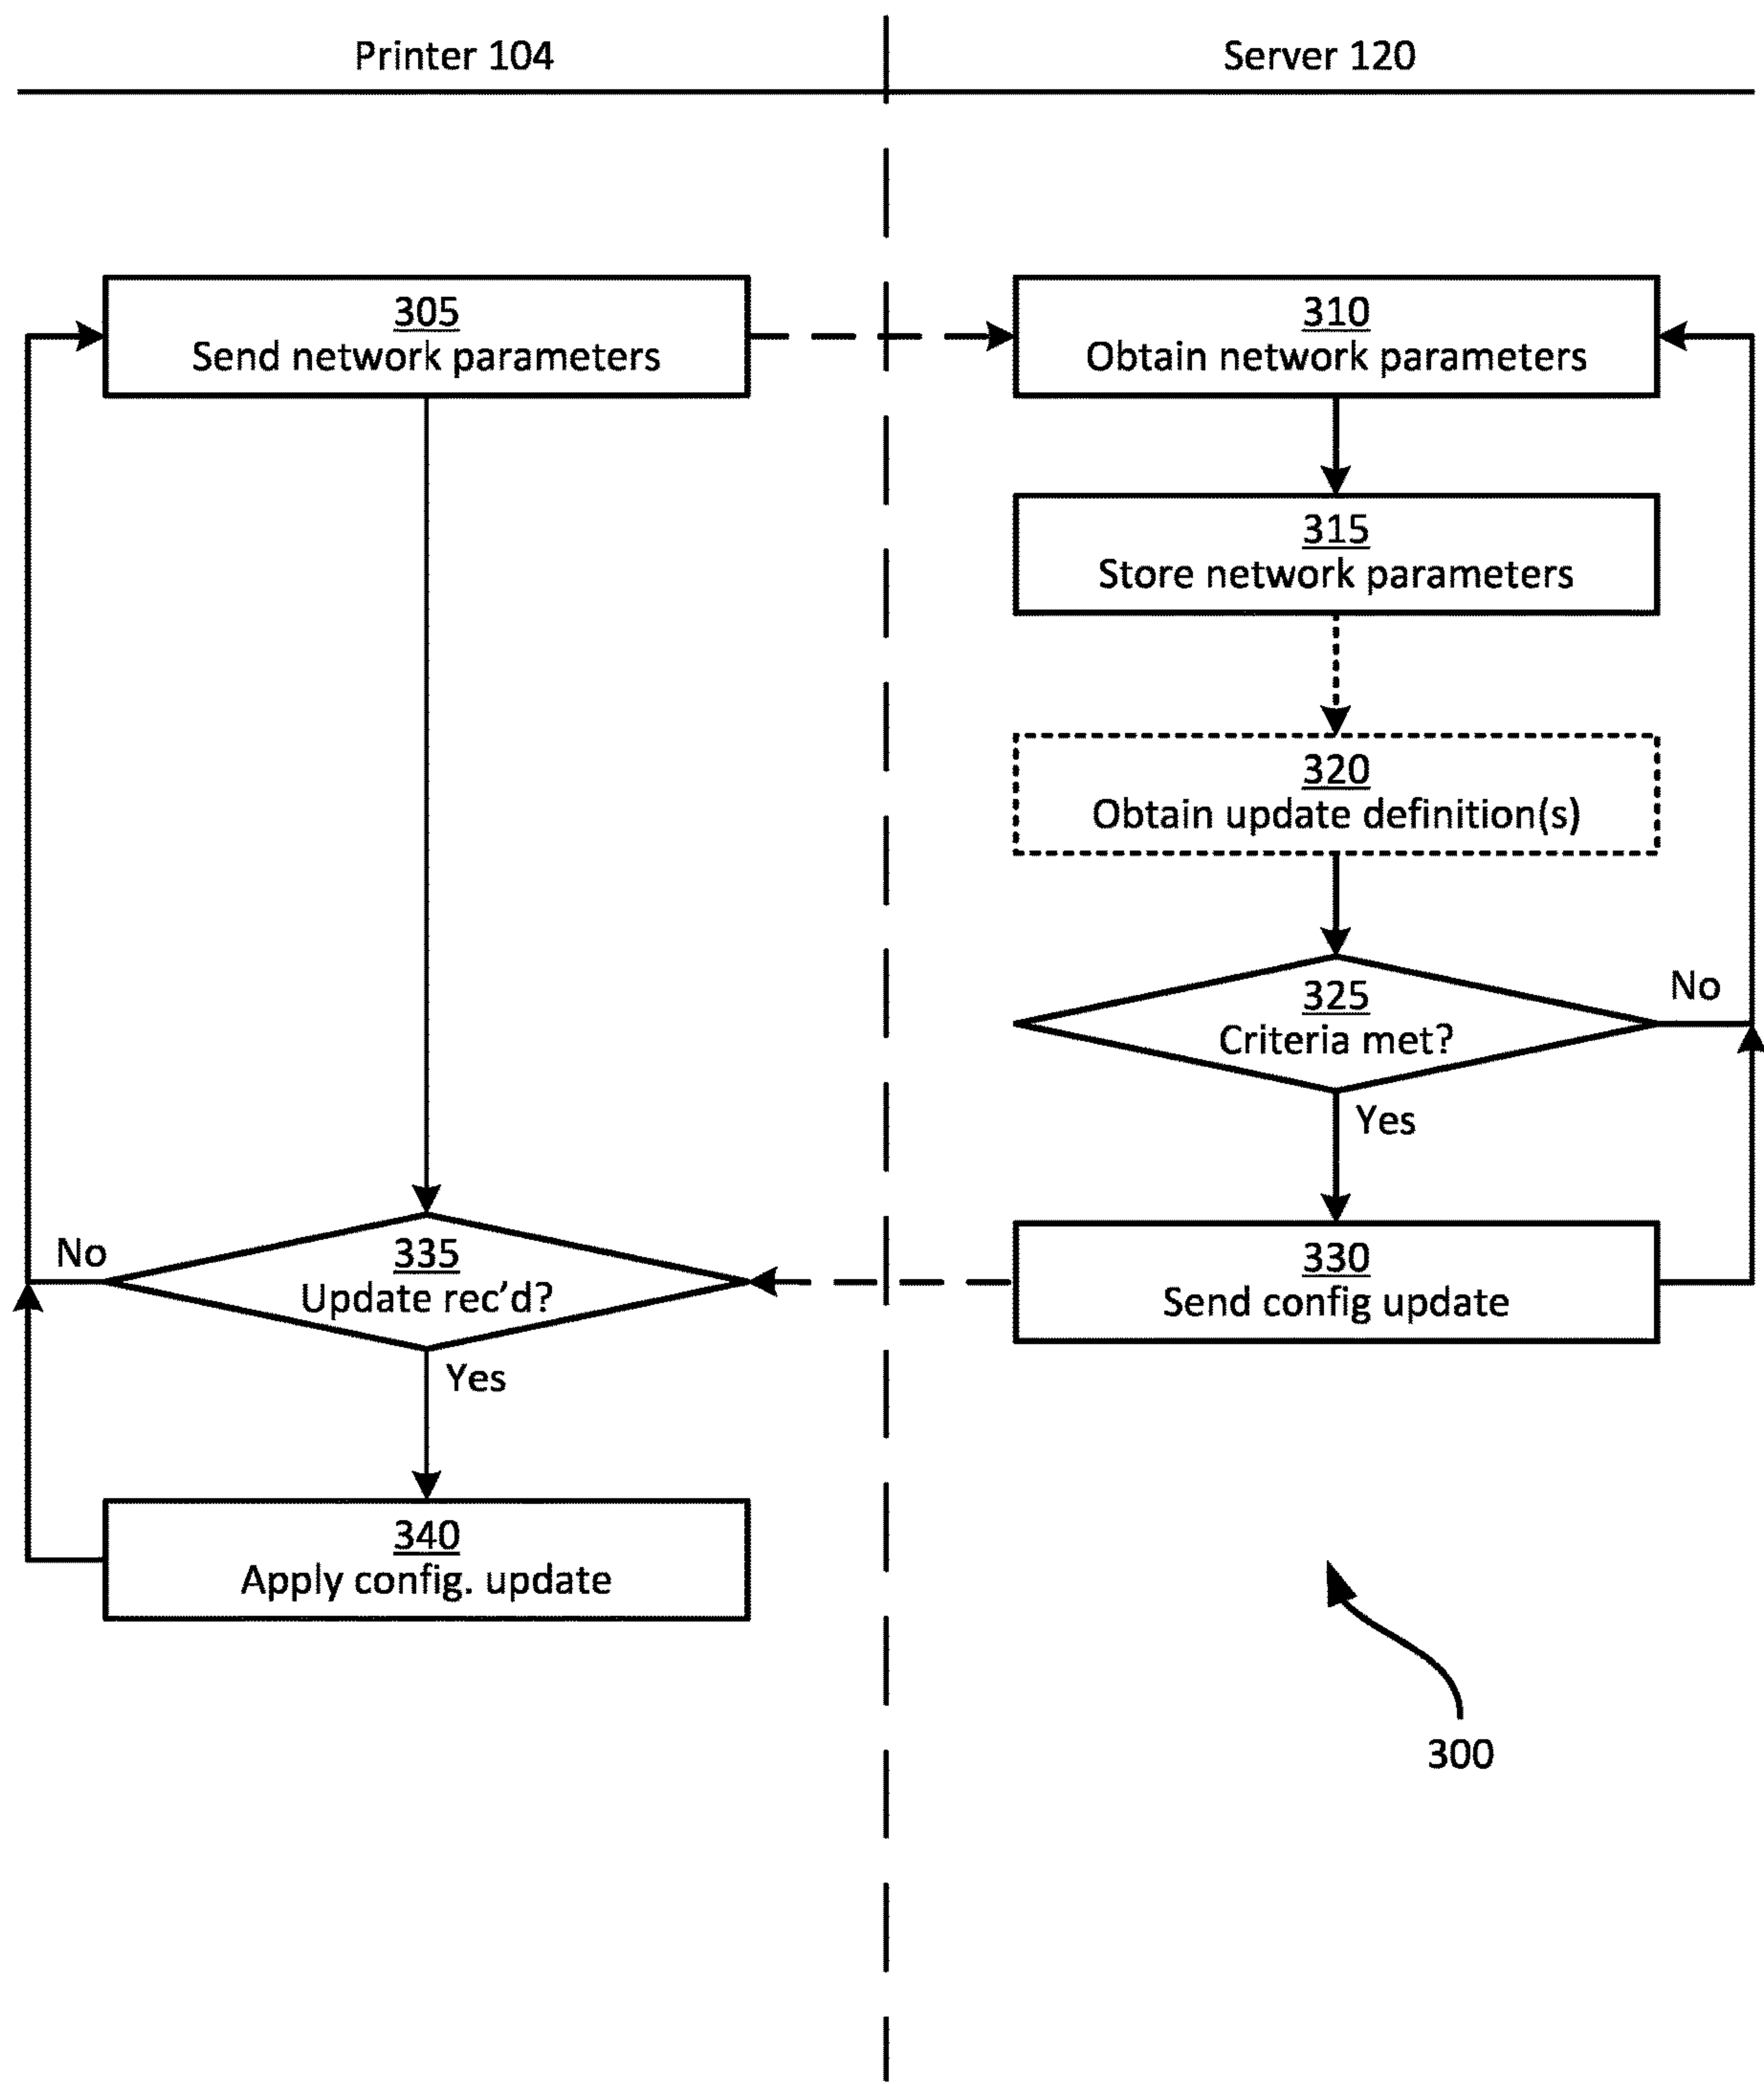 Printer 104
Server 120
305
Send network parameters
310
Obtain network parameters
315
Store network parameters
320
Obtain update definition(s)
325
Criteria met?
No
Yes
330
Send config update
335
Update rec'd?
No
Yes
340
Apply config. update
300